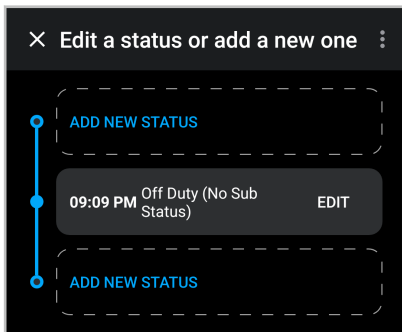 Edit a status or add a new one
ADD NEW STATUS
09:09 PM Off Duty (No Sub Status) EDIT
ADD NEW STATUS